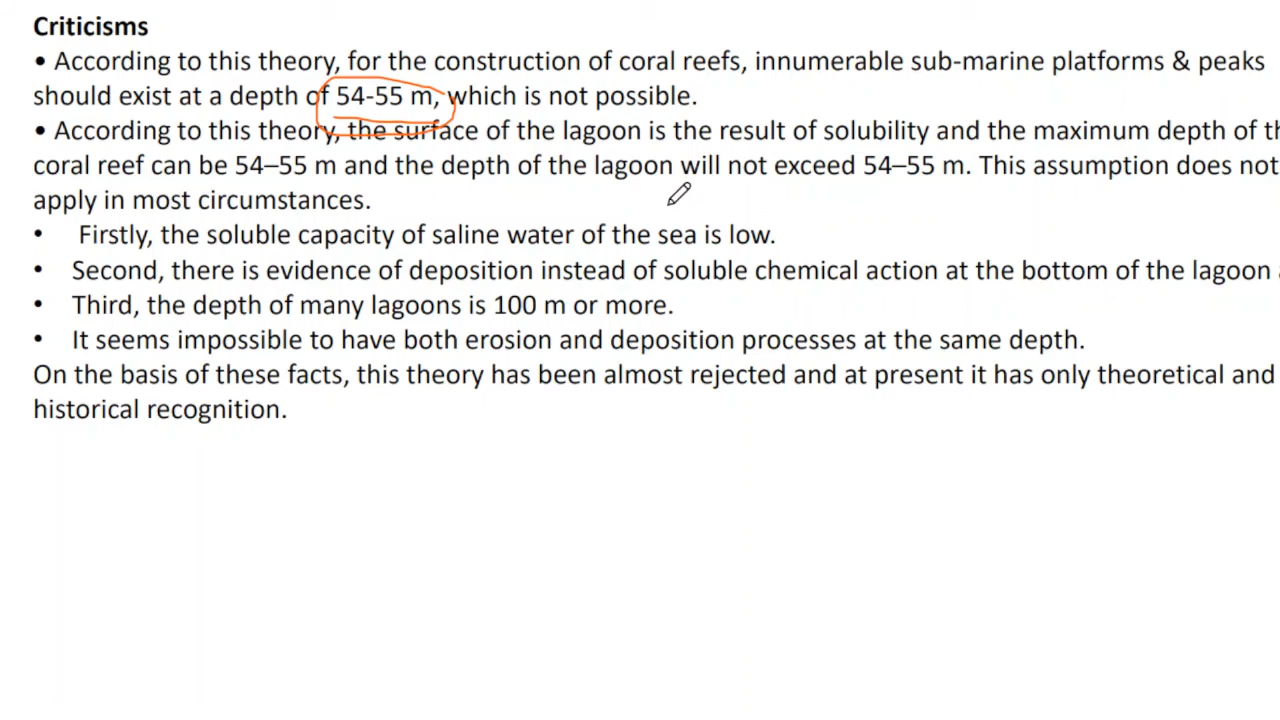 Criticisms
• According to this theory, for the construction of coral reefs, innumerable sub-marine platforms & peaks
should exist at a depth of 54-55 m, which is not possible.
• According to this theory, the surface of the lagoon is the result of solubility and the maximum depth of th
coral reef can be 54–55 m and the depth of the lagoon will not exceed 54–55 m. This assumption does not
apply in most circumstances.
• Firstly, the soluble capacity of saline water of the sea is low.
• Second, there is evidence of deposition instead of soluble chemical action at the bottom of the lagoon
• Third, the depth of many lagoons is 100 m or more.
• It seems impossible to have both erosion and deposition processes at the same depth.
On the basis of these facts, this theory has been almost rejected and at present it has only theoretical and
historical recognition.